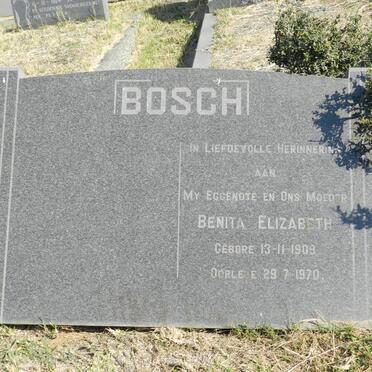 BOSCH
IN LIEFDEVOLLE HERINNERING
AAN
MY EGGENOTE EN ONS MOEDER
BENITA ELIZABETH
GEBORE 13-11-1909
OORLEDE 29-7-1970